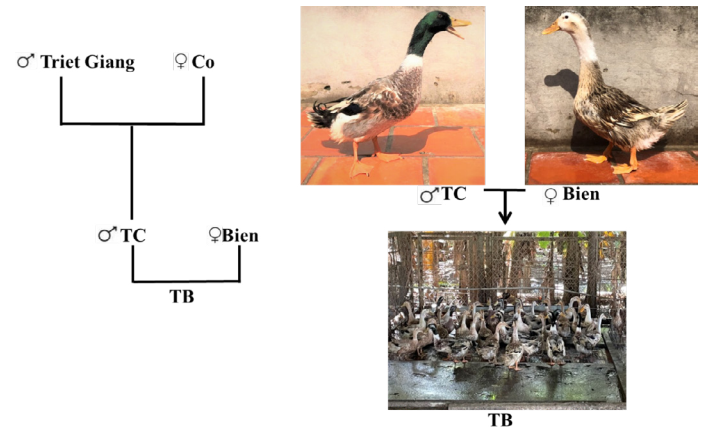 ♂ Triet Giang ♀ Co
♂ TC ♀Bien
TB
♂TC ♀ Bien
TB